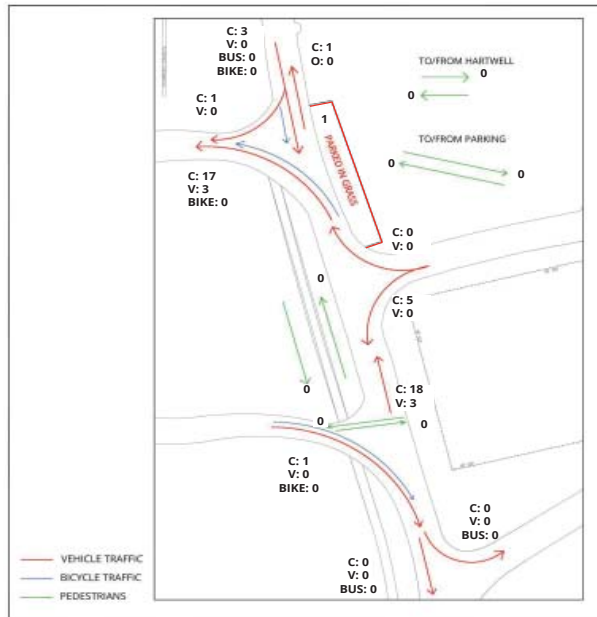 C: 3
V: 0
BUS: 0
BIKE: 0
C: 1
O: 0
TO/FROM HARTWELL
0
0
C: 1
V: 0
1
PARKED IN GRASS
TO/FROM PARKING
0
0
C: 17
V: 3
BIKE: 0
C: 0
V: 0
0
C: 5
V: 0
0
C: 18
V: 3
0
0
C: 1
V: 0
BIKE: 0
C: 0
V: 0
BUS: 0
C: 0
V: 0
BUS: 0
VEHICLE TRAFFIC
BICYCLE TRAFFIC
PEDESTRIANS